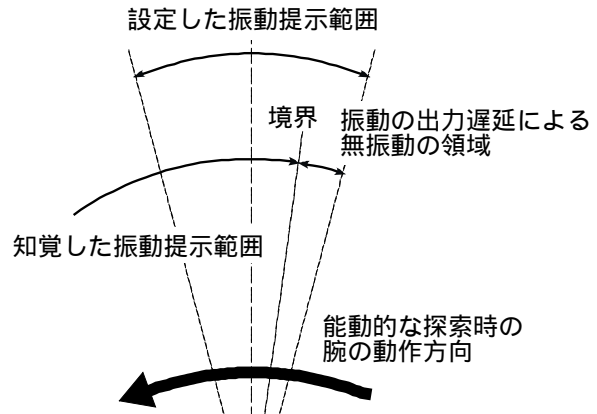 設定した振動提示範囲
境界
振動の出力遅延による
無振動の領域
知覚した振動提示範囲
能動的な探索時の
腕の動作方向